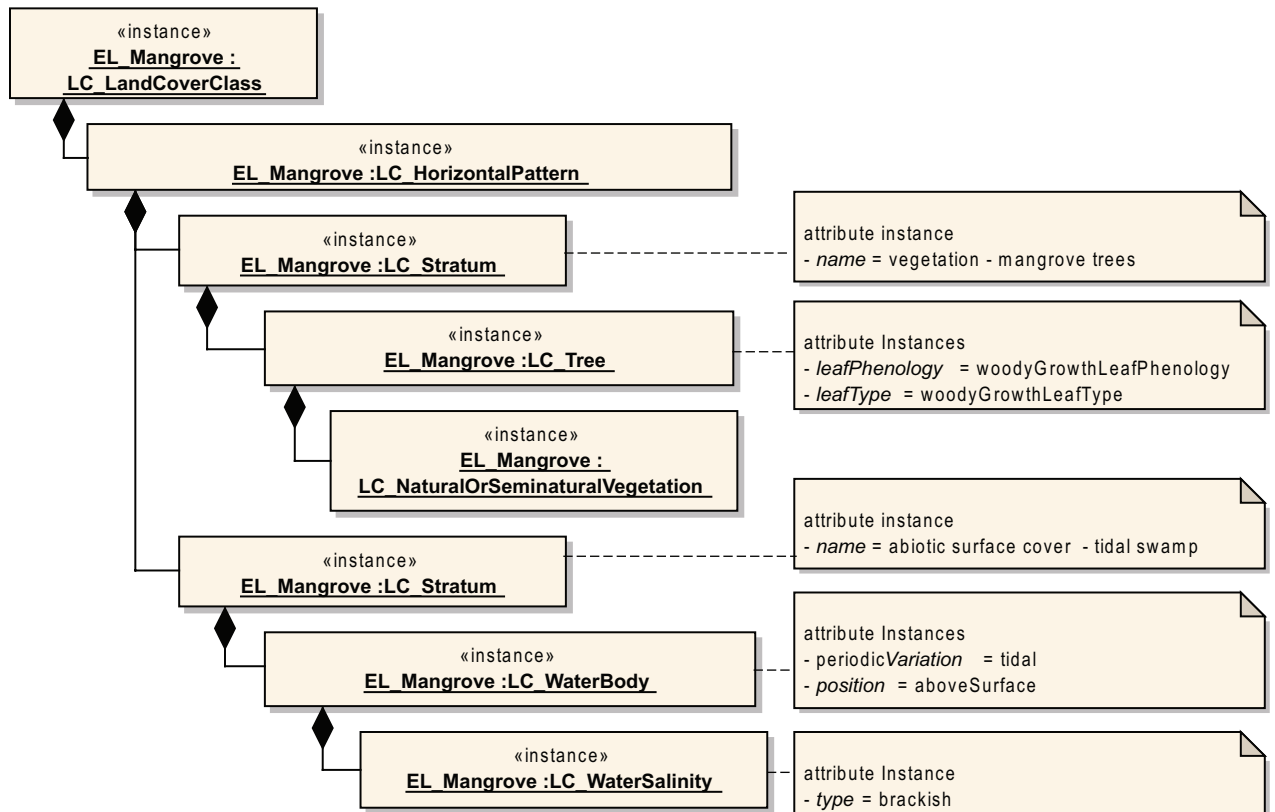 «instance»
EL_Mangrove :
LC_LandCoverClass
«instance»
EL_Mangrove :LC_HorizontalPattern
«instance»
EL_Mangrove :LC_Stratum
attribute instance
- name = vegetation - mangrove trees
«instance»
EL_Mangrove :LC_Tree
attribute Instances
- leafPhenology = woodyGrowthLeafPhenology
- leafType = woodyGrowthLeafType
«instance»
EL_Mangrove :
LC_NaturalOrSeminaturalVegetation
«instance»
EL_Mangrove :LC_Stratum
attribute instance
- name = abiotic surface cover - tidal swamp
«instance»
EL_Mangrove :LC_WaterBody
attribute Instances
- periodicVariation = tidal
- position = aboveSurface
«instance»
EL_Mangrove :LC_WaterSalinity
attribute Instance
- type = brackish